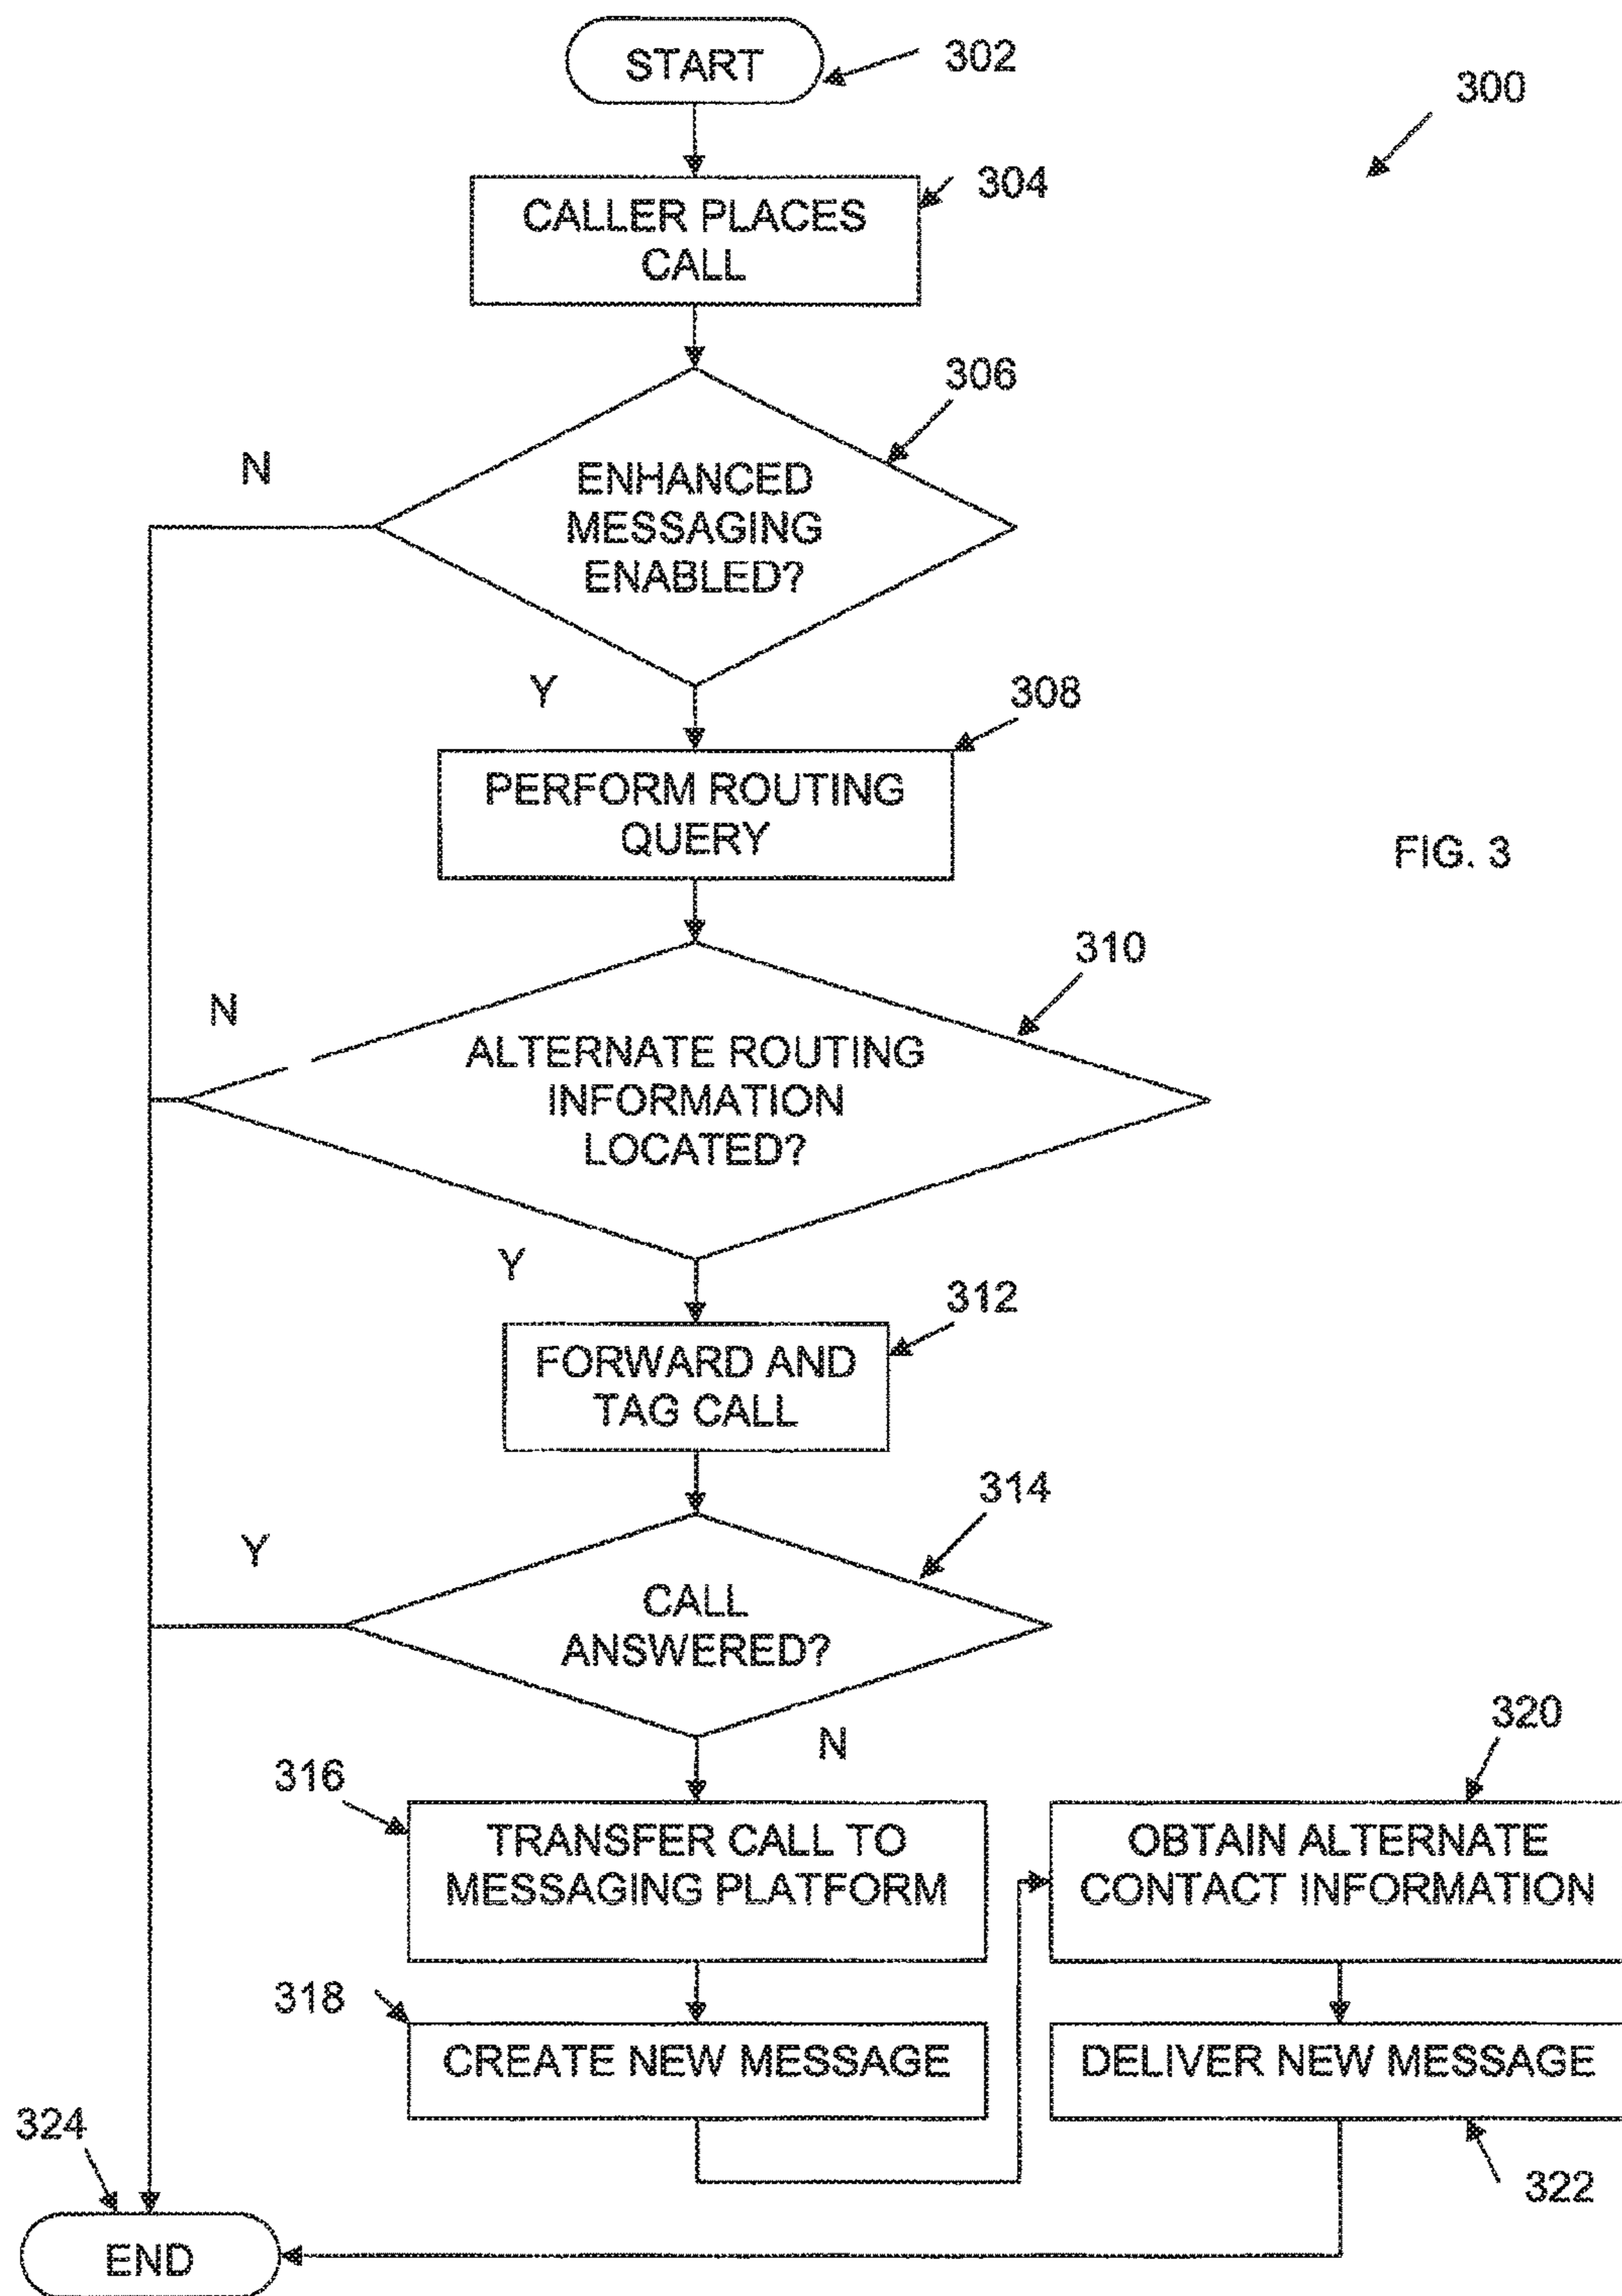 START
302
300
304
CALLER PLACES
CALL
306
N
ENHANCED
MESSAGING
ENABLED?
Y
308
PERFORM ROUTING
QUERY
FIG. 3
310
N
ALTERNATE ROUTING
INFORMATION
LOCATED?
Y
312
FORWARD AND
TAG CALL
314
Y
CALL
ANSWERED?
N
320
316
TRANSFER CALL TO
MESSAGING PLATFORM
OBTAIN ALTERNATE
CONTACT INFORMATION
318
CREATE NEW MESSAGE
DELIVER NEW MESSAGE
324
322
END